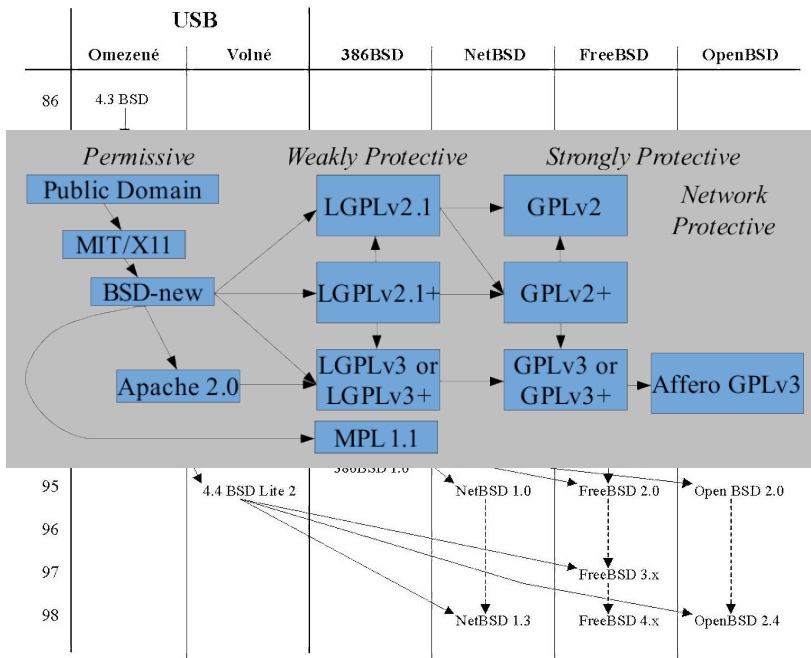 USB
Omezené Volné 386BSD NetBSD FreeBSD OpenBSD
86 4.3 BSD
Permissive Weakly Protective Strongly Protective
Network
Protective
Public Domain
MIT/X11
BSD-new
Apache 2.0
LGPLv2.1
LGPLv2.1+
LGPLv3 or
LGPLv3+
MPL 1.1
GPLv2
GPLv2+
GPLv3 or
GPLv3+
Affero GPLv3
386BSD 1.0
95 4.4 BSD Lite 2 NetBSD 1.0 FreeBSD 2.0 Open BSD 2.0
96
97 FreeBSD 3.x
98 NetBSD 1.3 FreeBSD 4.x OpenBSD 2.4